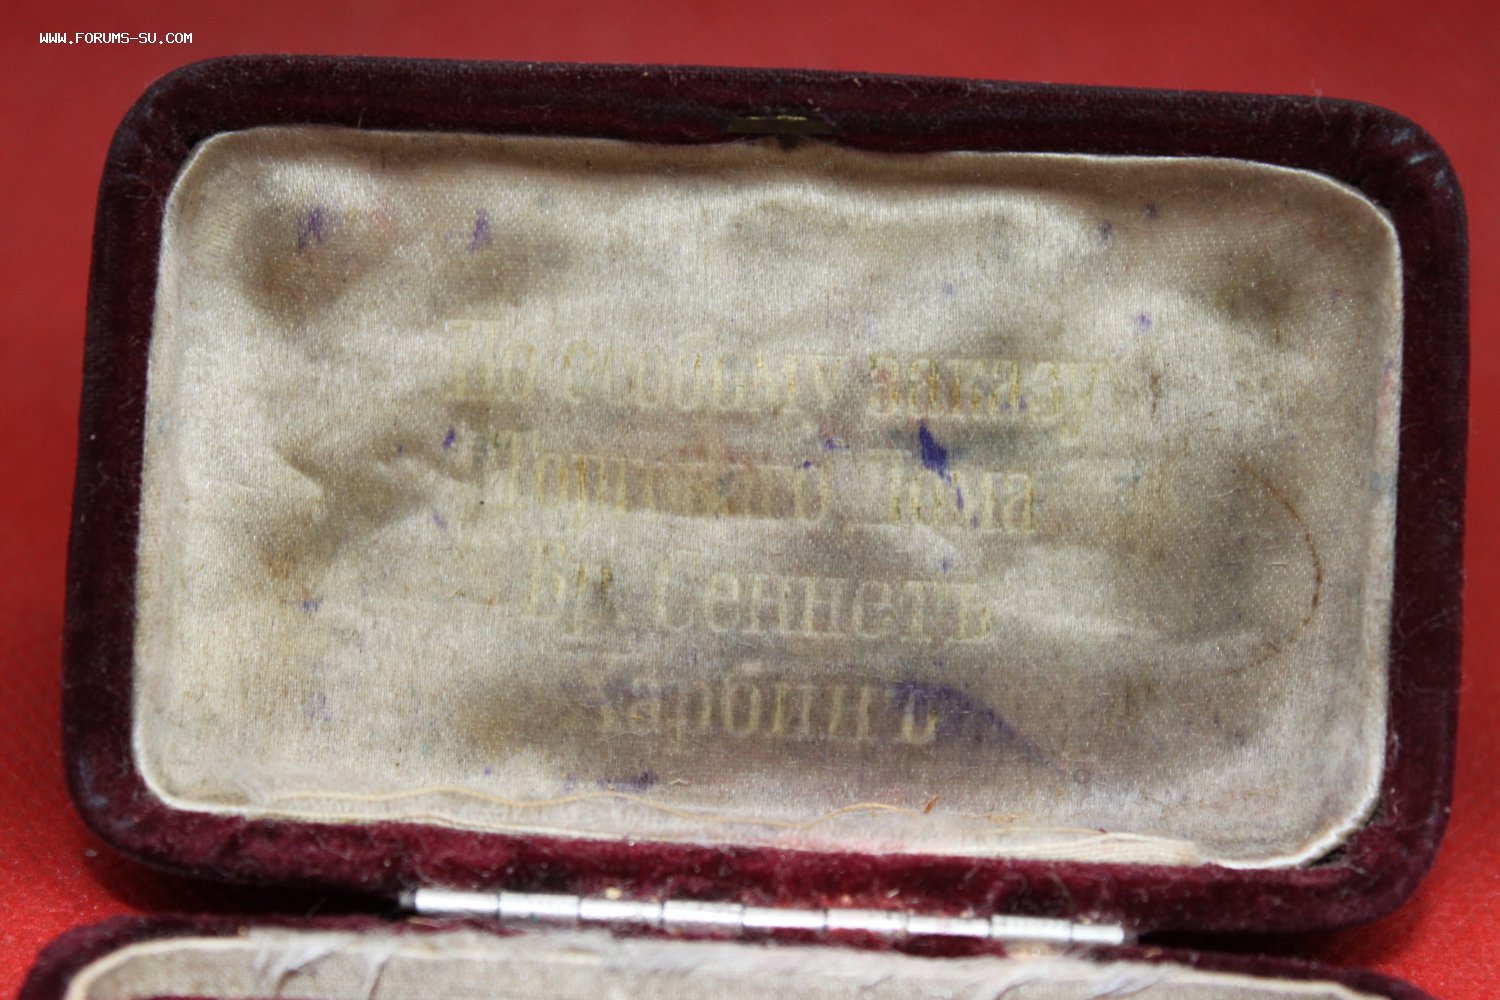 WWW.FORUMS-SU.COM
По особому заказу
Торговаго Дома
Бр. Сеннетъ
Харбинъ